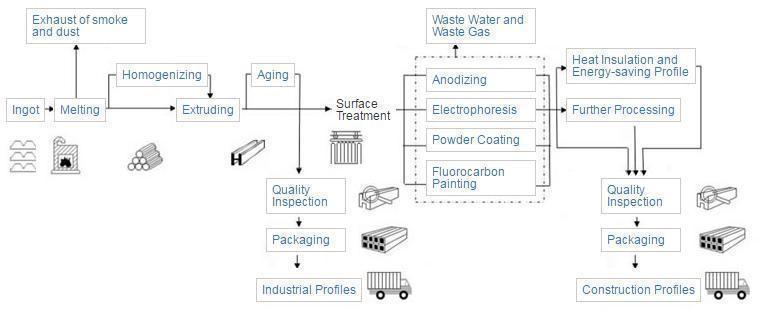 Exhaust of smoke
and dust
Waste Water and
Waste Gas
Homogenizing
Aging
Heat Insulation and
Energy-saving Profile
Anodizing
Ingot
Melting
Extruding
Surface
Treatment
Electrophoresis
Further Processing
Powder Coating
Fluorocarbon
Painting
Quality
Inspection
Packaging
Industrial Profiles
Quality
Inspection
Packaging
Construction Profiles